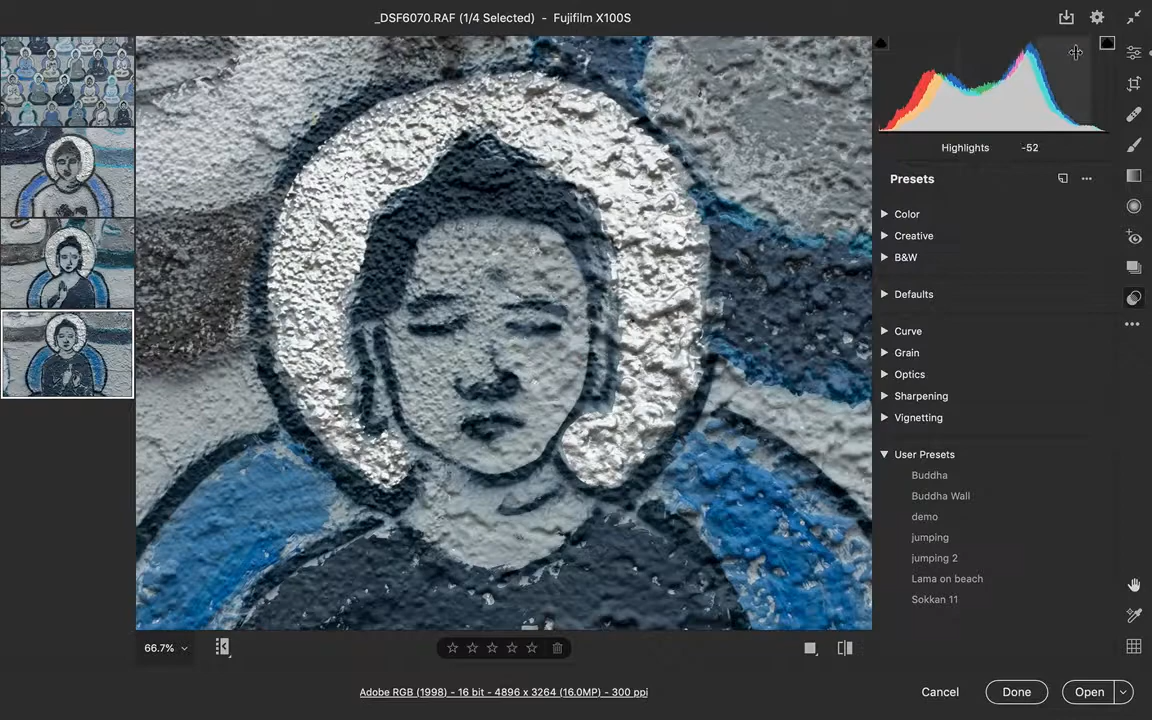 _DSF6070.RAF (1/4 Selected) - Fujifilm X100S
Highlights -52
Presets
Color
Creative
B&W
Defaults
Curve
Grain
Optics
Sharpening
Vignetting
User Presets
Buddha
Buddha Wall
demo
jumping
jumping 2
Lama on beach
Sokkan 11
66.7%
Adobe RGB (1998) - 16 bit - 4896 x 3264 (16.0MP) - 300 ppi
Cancel
Done
Open